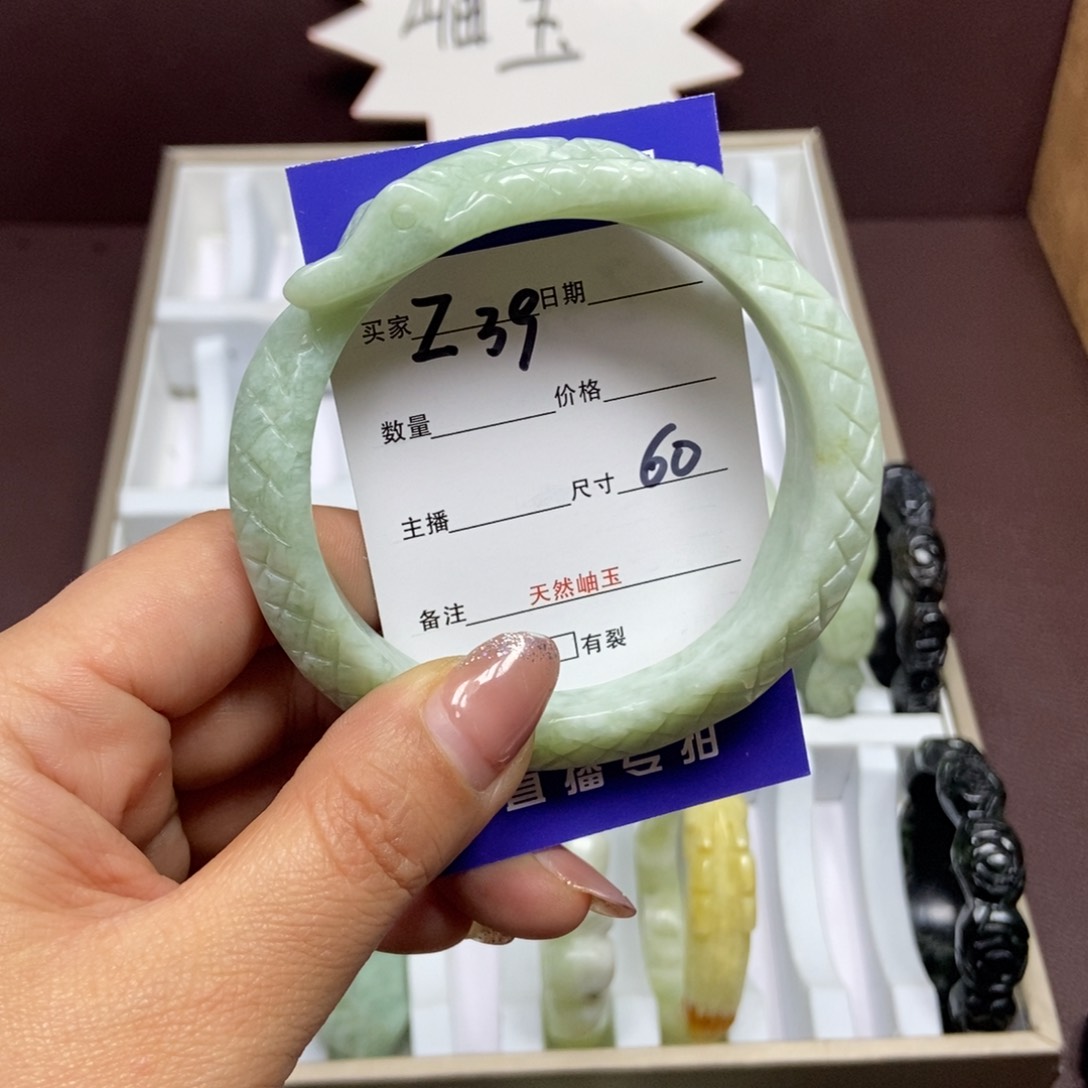 岫玉
买家 Z 39 日期
数量 价格
主播 尺寸 60
备注 天然岫玉
有裂
直播专拍